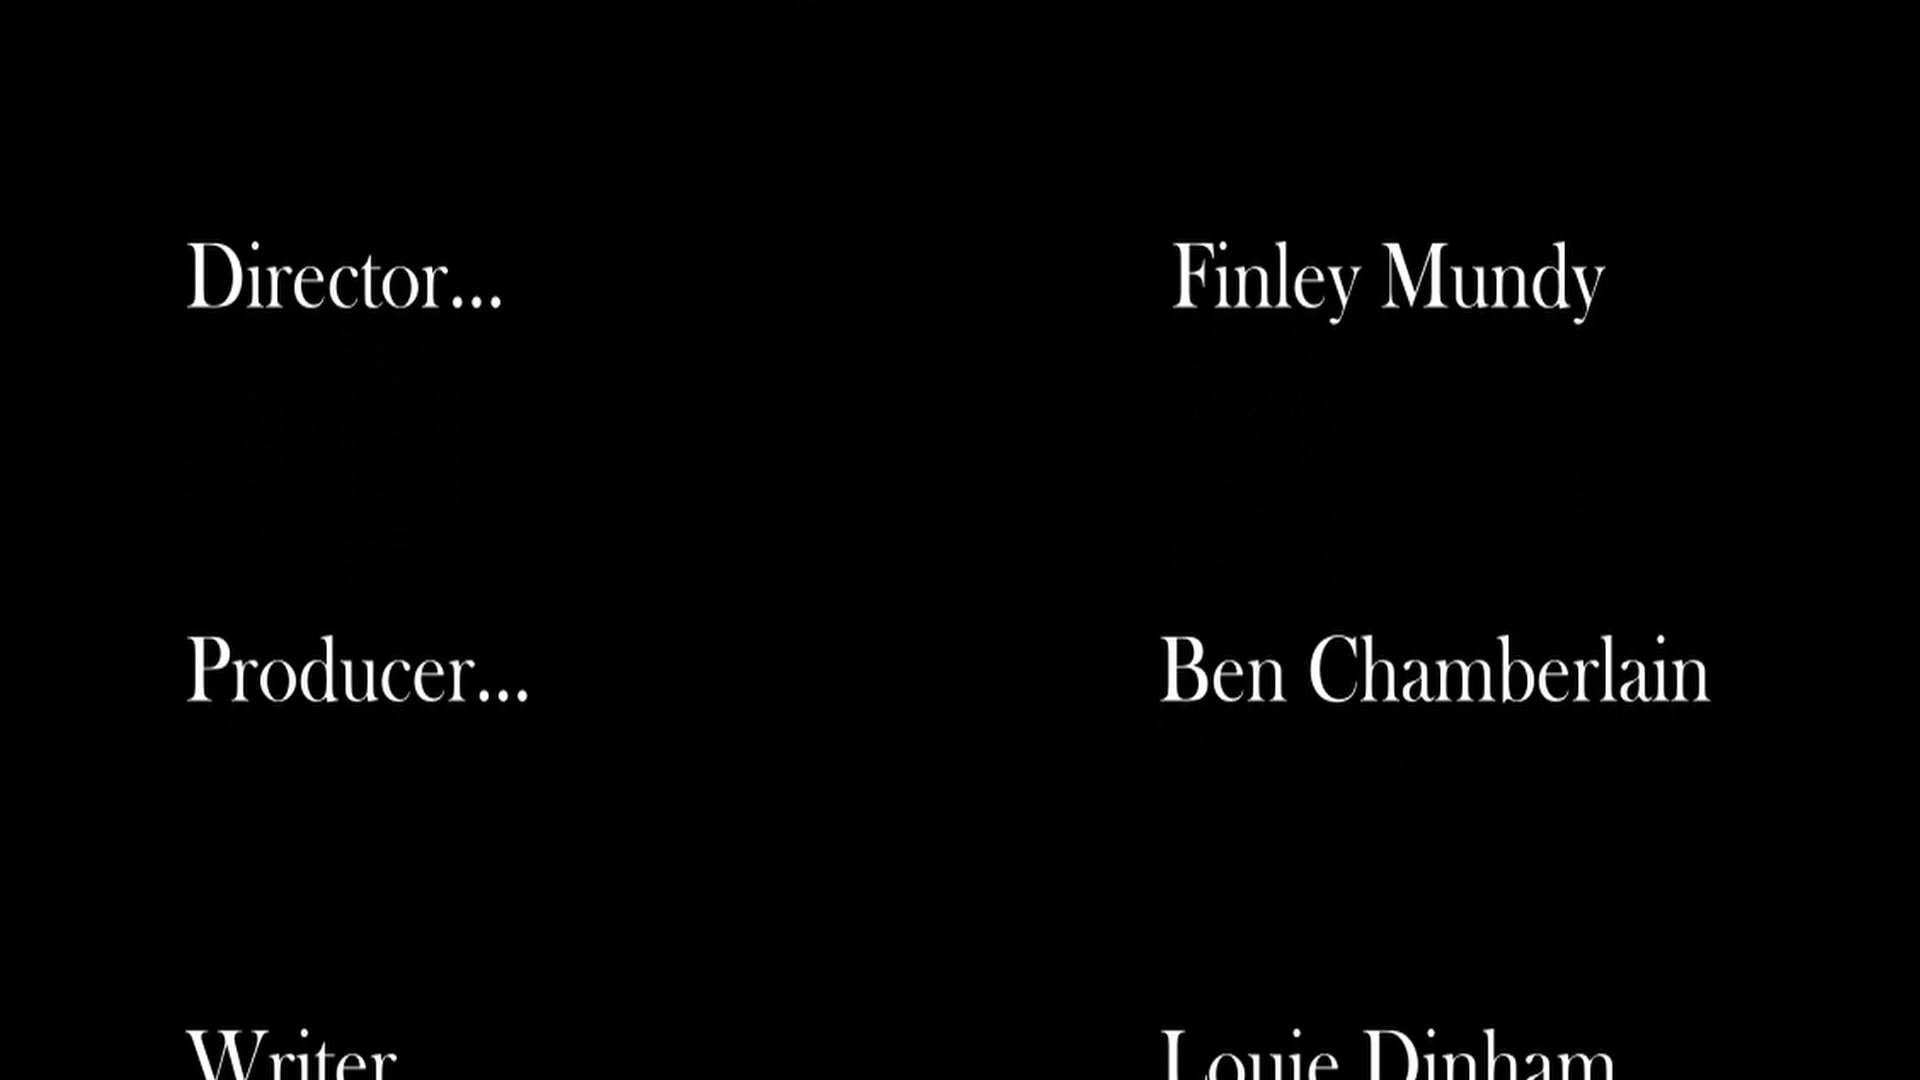 Director... Finley Mundy
Producer... Ben Chamberlain
Writer Louie Dinham